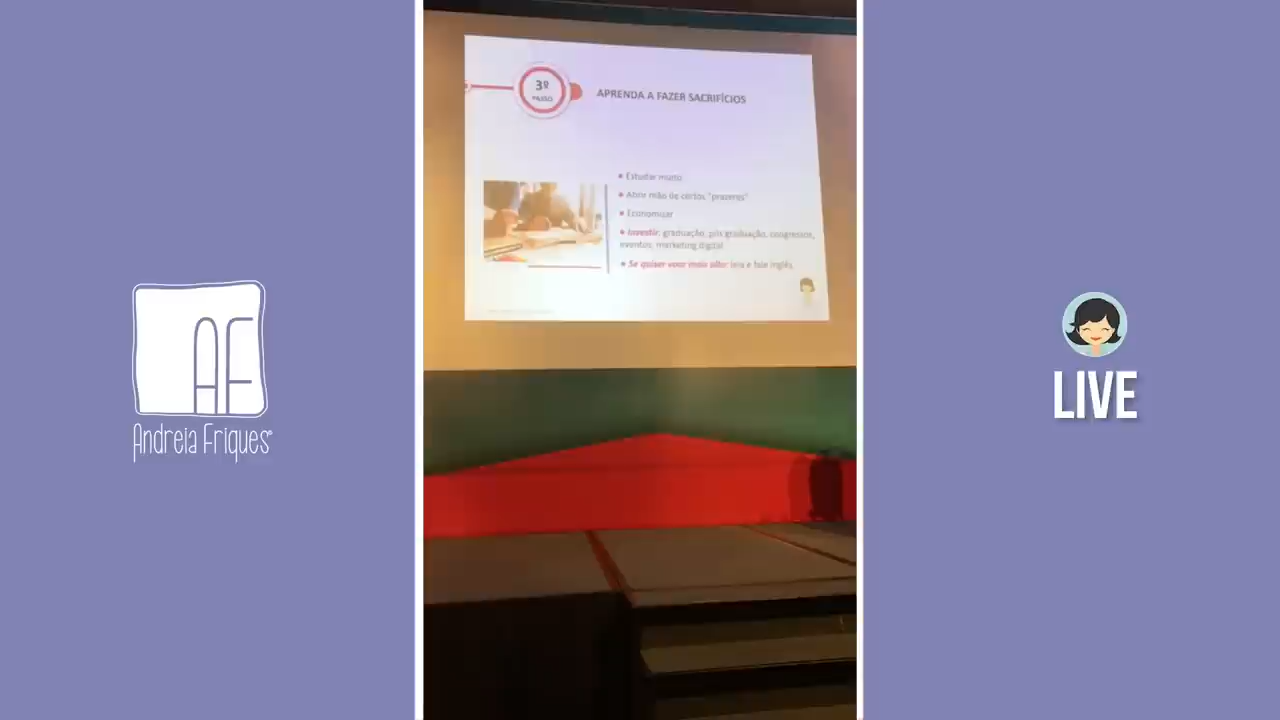 3º
PASSO
APRENDA A FAZER SACRIFÍCIOS
Estudar muito
Abrir mão de certos "prazeres"
Economizar
Investir: graduação, pós graduação, congressos,
eventos, marketing digital
Se quiser voar mais alto: leia e fale inglês
AF
Andreia Friques®
LIVE